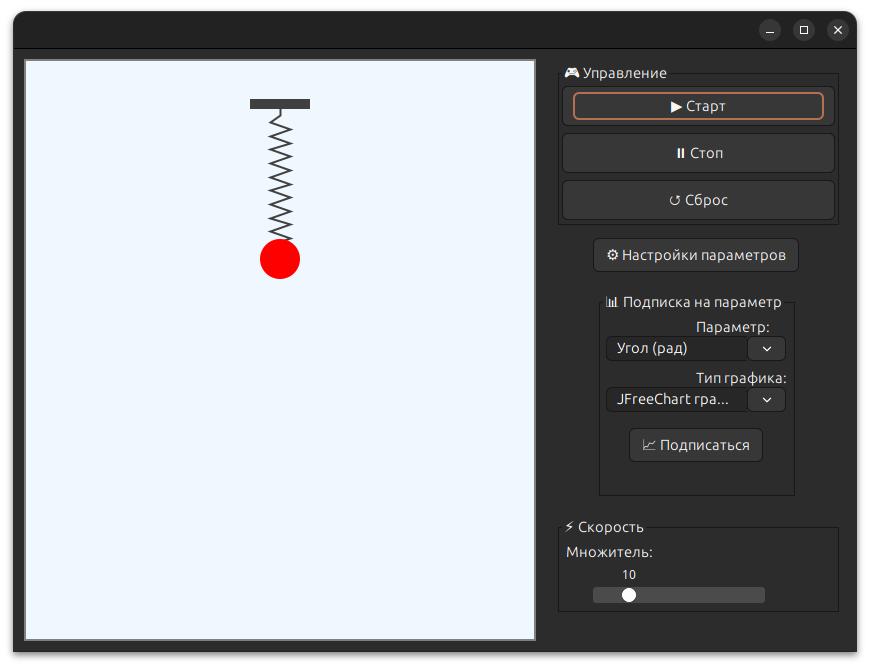 🎮 Управление
▶ Старт
⏸ Стоп
↺ Сброс
⚙ Настройки параметров
📊 Подписка на параметр
Параметр:
Угол (рад)
Тип графика:
JFreeChart гра...
📈 Подписаться
⚡ Скорость
Множитель:
10